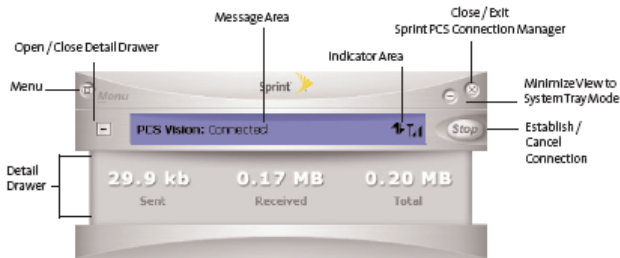 Message Area
Close / Exit
Sprint PCS Connection Manager
Open / Close Detail Drawer
Indicator Area
Menu
Menu
Sprint
Minimize View to
System Tray Mode
PCS Vision: Connected
Stop
Establish /
Cancel
Connection
Detail
Drawer
29.9 kb
0.17 MB
0.20 MB
Sent
Received
Total